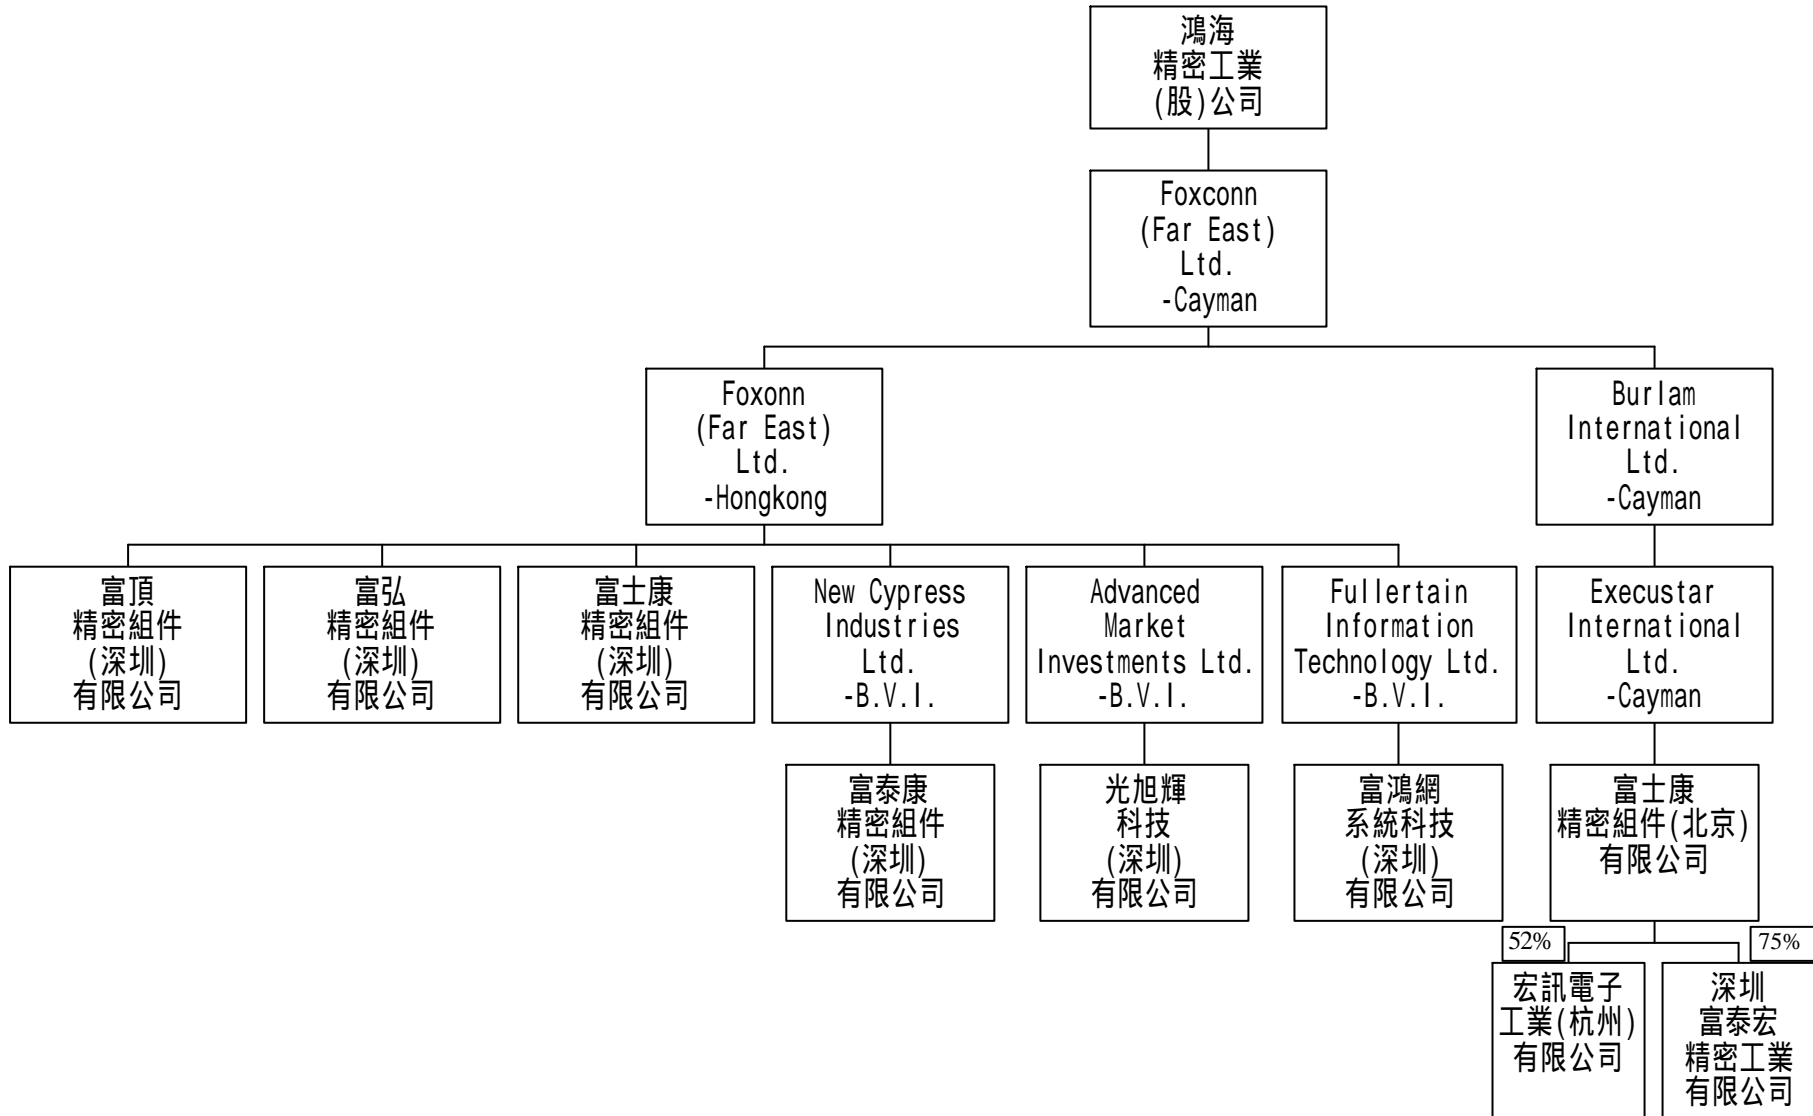 鴻海
精密工業
(股)公司
Foxconn
(Far East)
Ltd.
-Cayman
Foxonn
(Far East)
Ltd.
-Hongkong
Burlam
International
Ltd.
-Cayman
富頂
精密組件
(深圳)
有限公司
富弘
精密組件
(深圳)
有限公司
富士康
精密組件
(深圳)
有限公司
New Cypress
Industries
Ltd.
-B.V.I.
Advanced
Market
Investments Ltd.
-B.V.I.
Fullertain
Information
Technology Ltd.
-B.V.I.
Execustar
International
Ltd.
-Cayman
富泰康
精密組件
(深圳)
有限公司
光旭輝
科技
(深圳)
有限公司
富鴻網
系統科技
(深圳)
有限公司
富士康
精密組件(北京)
有限公司
52%
75%
宏訊電子
工業(杭州)
有限公司
深圳
富泰宏
精密工業
有限公司